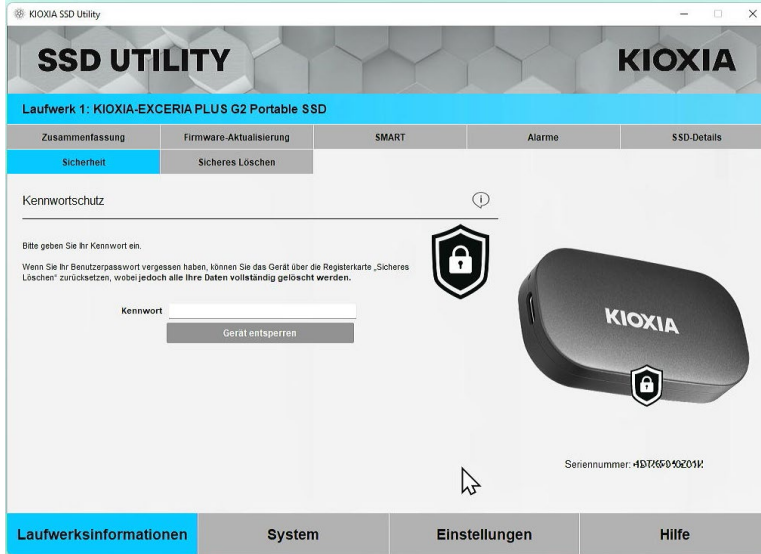 KIOXIA SSD Utility
SSD UTILITY
KIOXIA
Laufwerk 1: KIOXIA-EXCERIA PLUS G2 Portable SSD
Zusammenfassung
Firmware-Aktualisierung
SMART
Alarme
SSD-Details
Sicherheit
Sicheres Löschen
Kennwortschutz
Bitte geben Sie Ihr Kennwort ein.
Wenn Sie Ihr Benutzerpasswort vergessen haben, können Sie das Gerät über die Registerkarte „Sicheres
Löschen“ zurücksetzen, wobei jedoch alle Ihre Daten vollständig gelöscht werden.
Kennwort
Gerät entsperren
KIOXIA
Seriennummer:
Laufwerksinformationen
System
Einstellungen
Hilfe